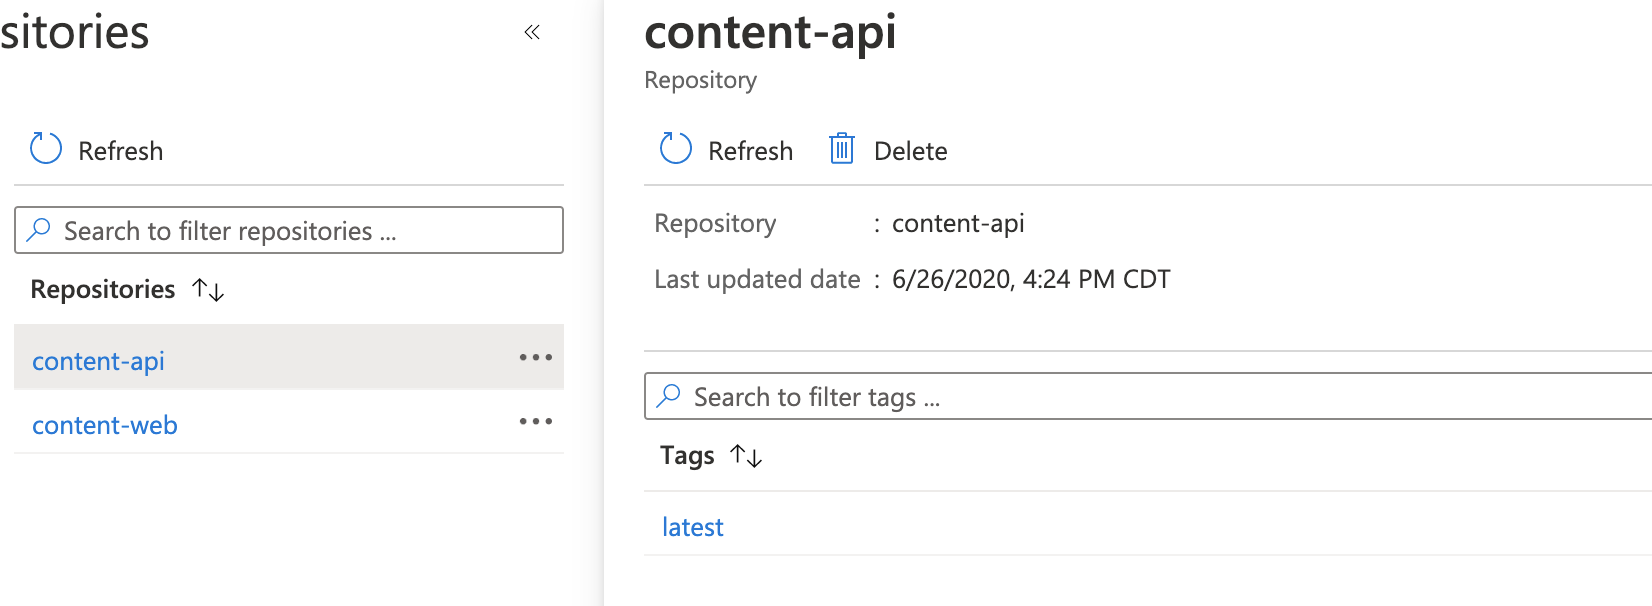 sitories
«
Refresh
Search to filter repositories ...
Repositories ↑↓
content-api
content-web
content-api
Repository
Refresh Delete
Repository : content-api
Last updated date : 6/26/2020, 4:24 PM CDT
Search to filter tags ...
Tags ↑↓
latest